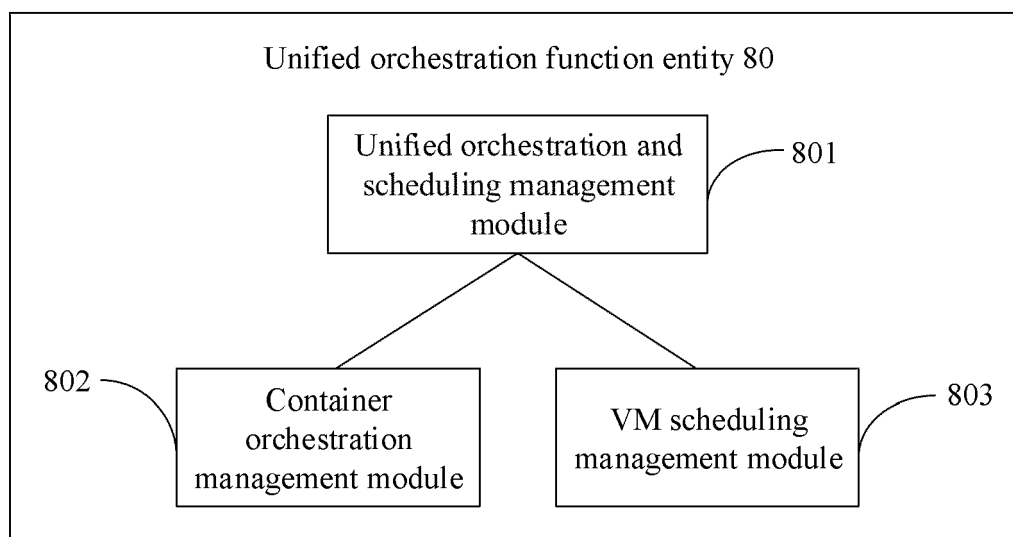 Unified orchestration function entity 80
Unified orchestration and
scheduling management
module
801
802
Container
orchestration
management module
VM scheduling
management module
803